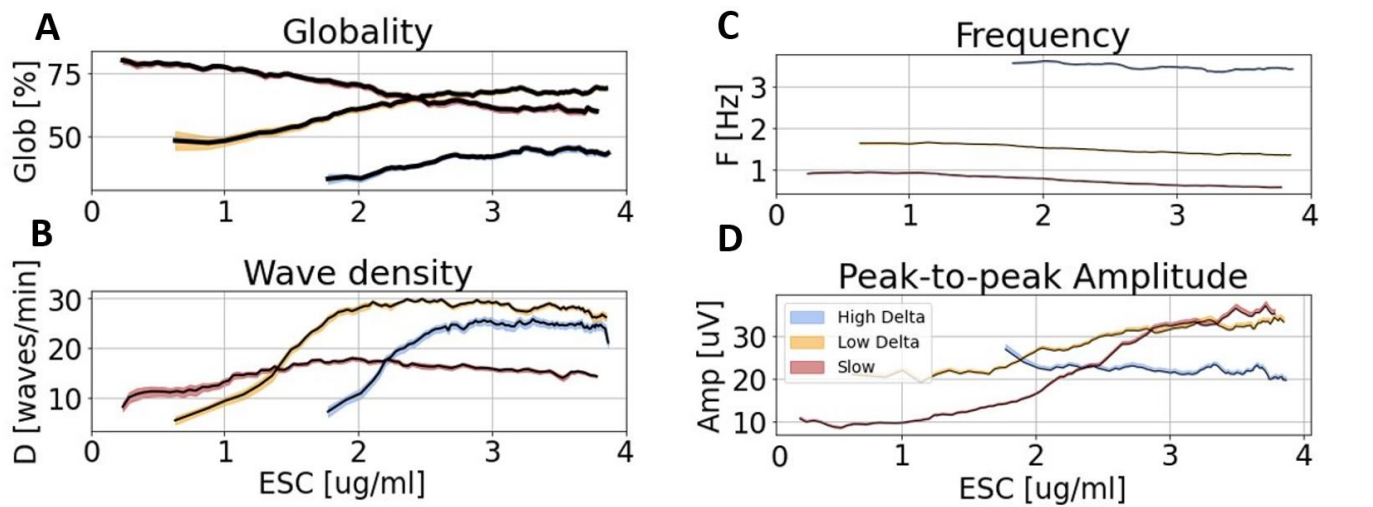 A
Globality
Glob [%]
75
50
0 1 2 3 4
B
Wave density
D [waves/min]
30
20
10
0 1 2 3 4
ESC [ug/ml]
C
Frequency
F [Hz]
3
2
1
0 1 2 3 4
D
Peak-to-peak Amplitude
Amp [uV]
30
20
10
High Delta
Low Delta
Slow
0 1 2 3 4
ESC [ug/ml]